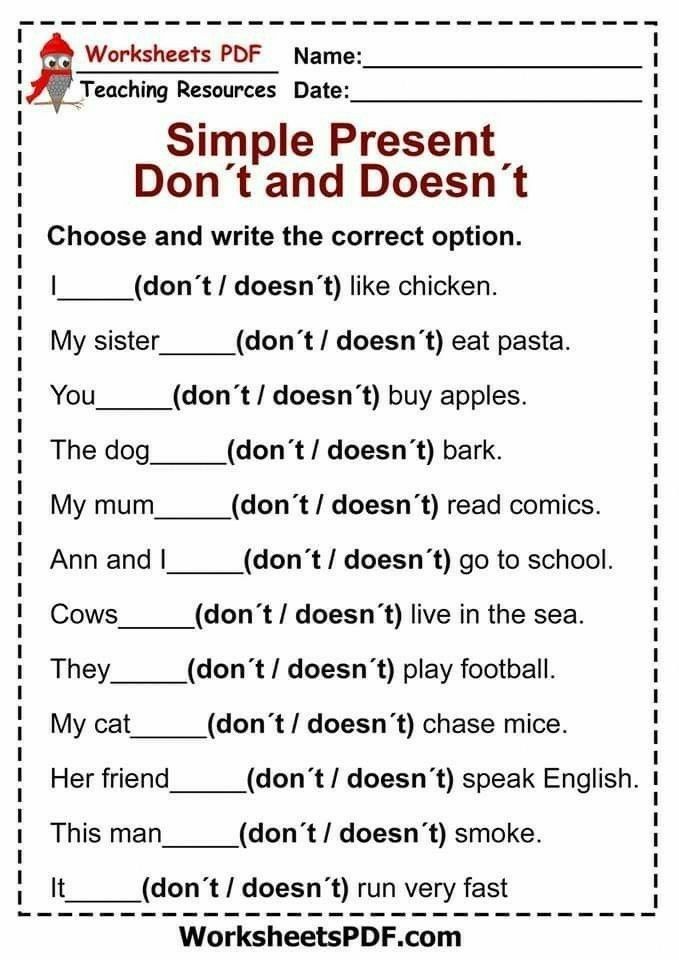 Worksheets PDF
Name:____________________
Teaching Resources
Date:____________________
Simple Present
Don´t and Doesn´t
Choose and write the correct option.
I_____(don´t / doesn´t) like chicken.
My sister_____(don´t / doesn´t) eat pasta.
You_____(don´t / doesn´t) buy apples.
The dog_____(don´t / doesn´t) bark.
My mum_____(don´t / doesn´t) read comics.
Ann and I_____(don´t / doesn´t) go to school.
Cows_____(don´t / doesn´t) live in the sea.
They_____(don´t / doesn´t) play football.
My cat_____(don´t / doesn´t) chase mice.
Her friend_____(don´t / doesn´t) speak English.
This man_____(don´t / doesn´t) smoke.
It_____(don´t / doesn´t) run very fast
WorksheetsPDF.com